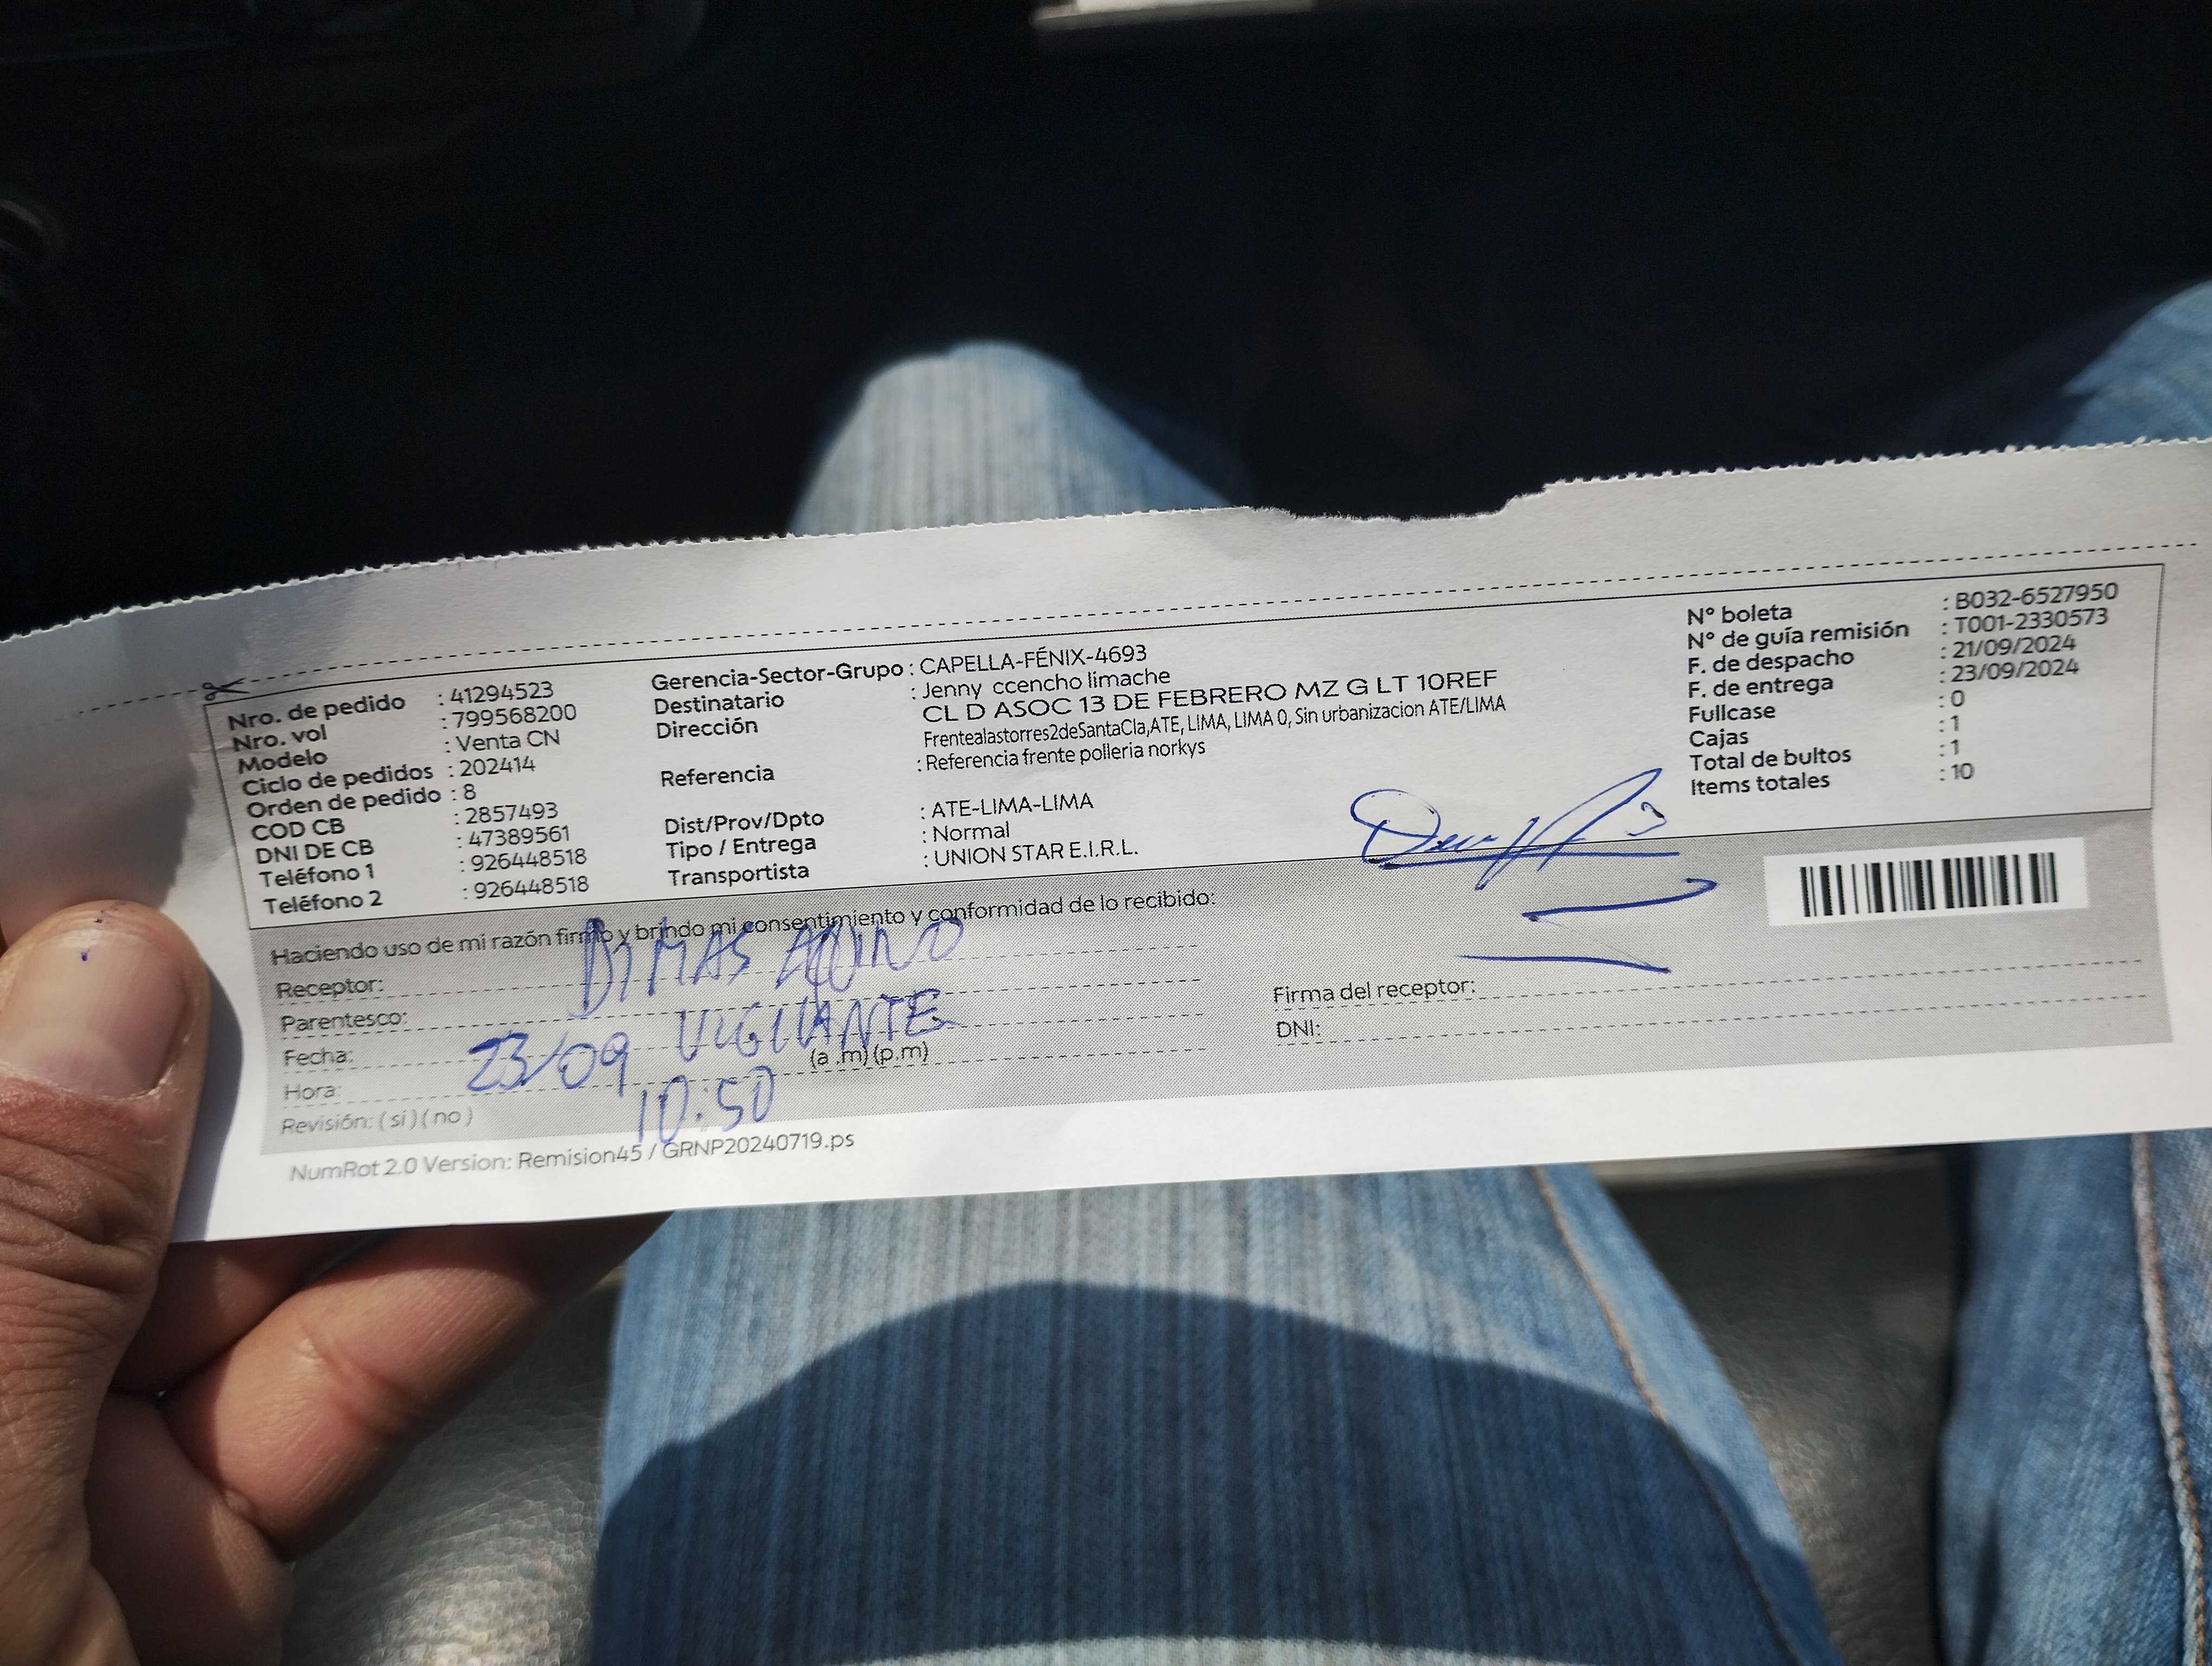 Nro. de pedido : 41294523
Nro. vol : 799568200
Modelo : Venta CN
Ciclo de pedidos : 202414
Orden de pedido : 8
COD CB : 2857493
DNI DE CB : 47389561
Teléfono 1 : 926448518
Teléfono 2 : 926448518
Gerencia-Sector-Grupo : CAPELLA-FÉNIX-4693
Destinatario : Jenny ccencho limache
Dirección CL D ASOC 13 DE FEBRERO MZ G LT 10REF
Frentealastorres2deSantaCla,ATE, LIMA, LIMA 0, Sin urbanizacion ATE/LIMA
Referencia : Referencia frente polleria norkys
Dist/Prov/Dpto : ATE-LIMA-LIMA
Tipo / Entrega : Normal
Transportista : UNION STAR E.I.R.L.
N° boleta : B032-6527950
N° de guía remisión : T001-2330573
F. de despacho : 21/09/2024
F. de entrega : 23/09/2024
Fullcase : 0
Cajas : 1
Total de bultos : 1
Items totales : 10
Haciendo uso de mi razón firmo y brindo mi consentimiento y conformidad de lo recibido:
Receptor: DIMAS AQUINO
Parentesco: VIGILANTE
Fecha: 23/09 (a .m) (p.m)
Hora: 10:50
Revisión: ( si ) ( no )
Firma del receptor:
DNI:
NumRot 2.0 Version: Remision45 / GRNP20240719.ps